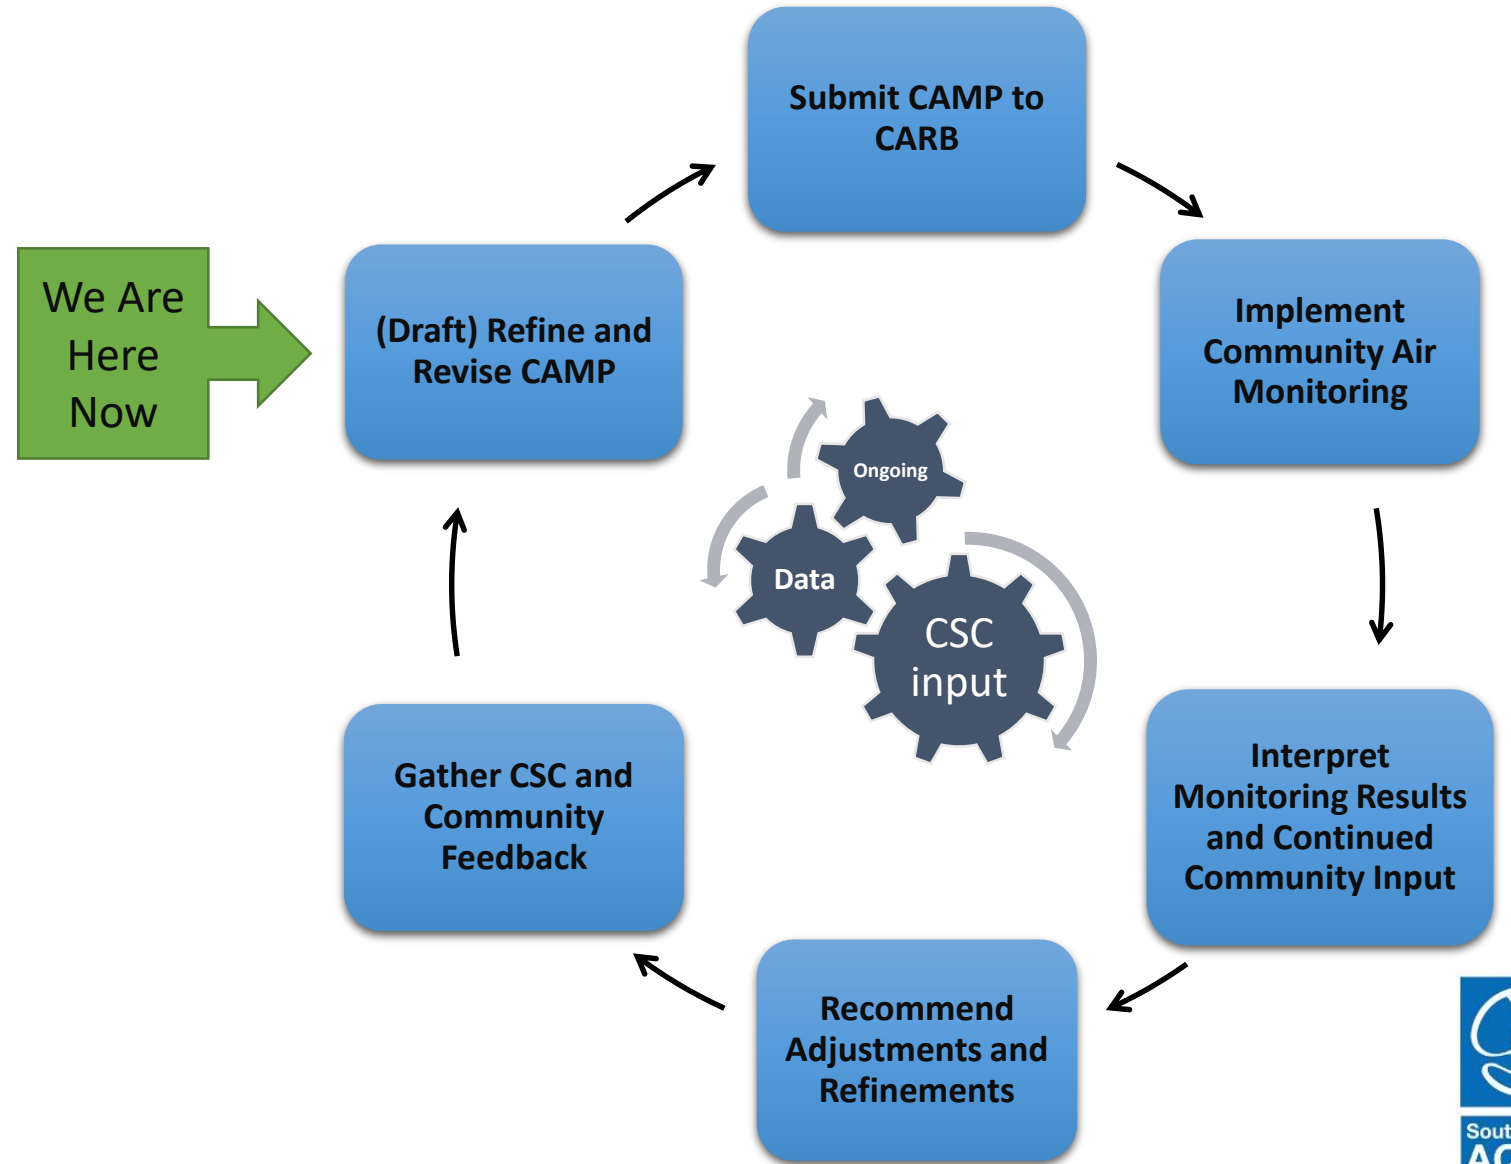 Submit CAMP to
CARB
We Are
Here
Now
(Draft) Refine and
Revise CAMP
Implement
Community Air
Monitoring
Ongoing
Data
CSC
input
Gather CSC and
Community
Feedback
Interpret
Monitoring Results
and Continued
Community Input
Recommend
Adjustments and
Refinements